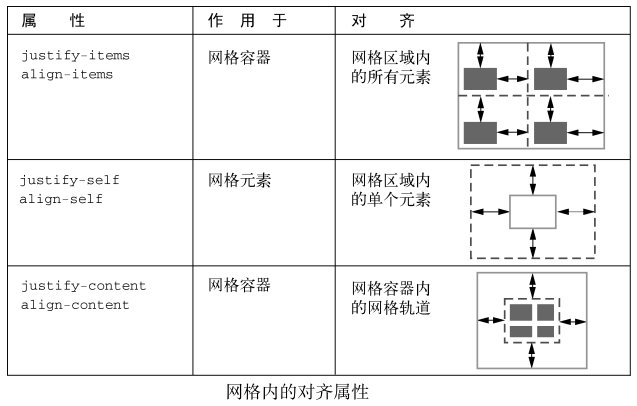 属 性 作 用 于 对 齐
justify-items 网格容器 网格区域内
align-items 的所有元素
justify-self 网格元素 网格区域内
align-self 的单个元素
justify-content 网格容器 网格容器内
align-content 的网格轨道
网格内的对齐属性